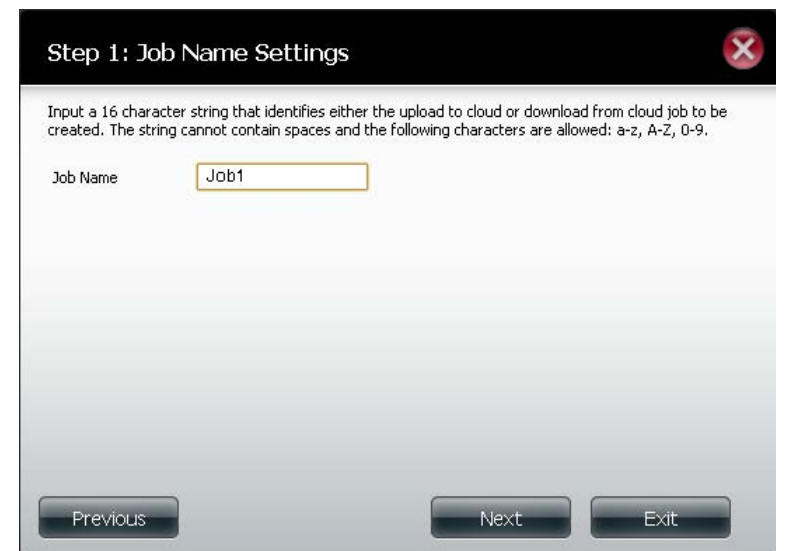 Step 1: Job Name Settings
Input a 16 character string that identifies either the upload to cloud or download from cloud job to be
created. The string cannot contain spaces and the following characters are allowed: a-z, A-Z, 0-9.
Job Name Job1
Previous Next Exit